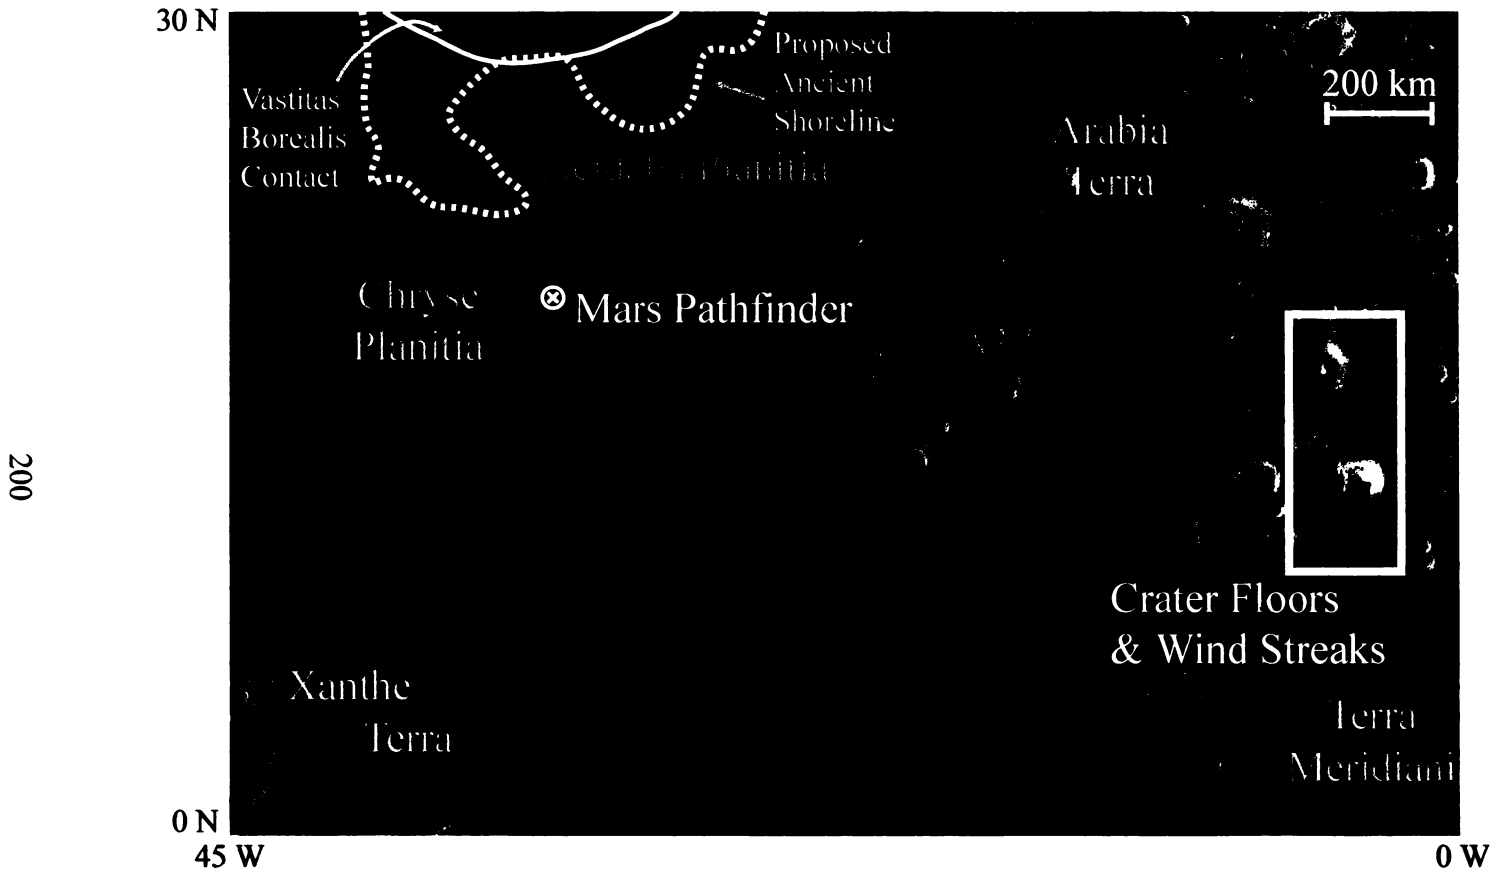 30 N
Vastitas
Borealis
Contact
Proposed
Ancient
Shoreline
Planitia
200 km
Arabia
Terra
Chryse
Planitia
Mars Pathfinder
200
Crater Floors
& Wind Streaks
Xanthe
Terra
Terra
Meridiani
0 N
45 W
0 W